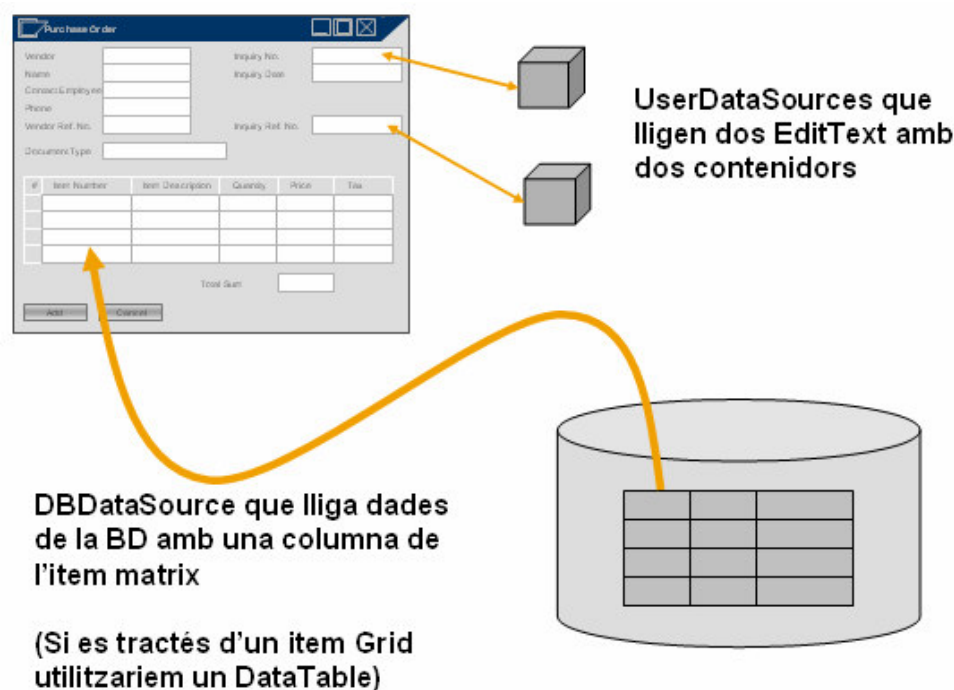 Purchase Order
Vendor
Inquiry No.
Name
Inquiry Date
Contact Employee
Phone
Vendor Ref. No.
Inquiry Ref. No.
Document Type
# Item Number Item Description Quantity Price Tax
Total Sum
Add Cancel
UserDataSources que
lligen dos EditText amb
dos contenidors
DBDataSource que lliga dades
de la BD amb una columna de
l'item matrix
(Si es tractés d'un item Grid
utilitzariem un DataTable)